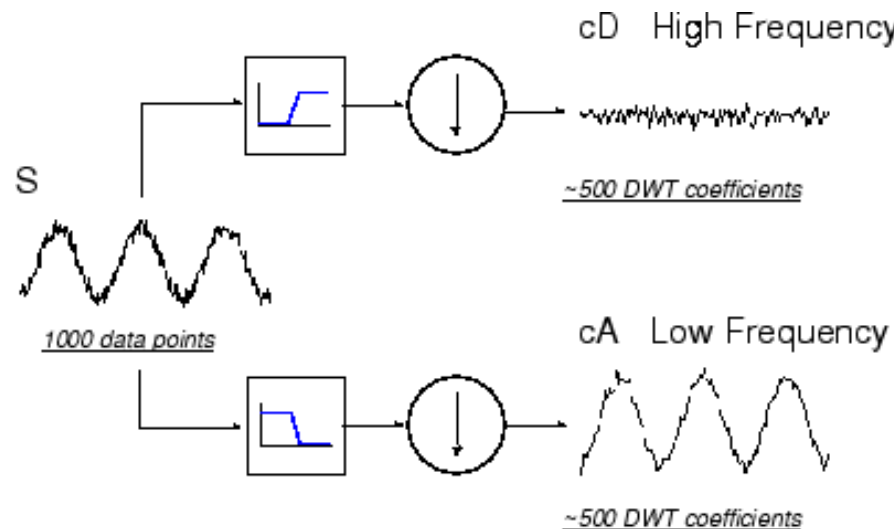 cD High Frequency
~500 DWT coefficients
S
1000 data points
cA Low Frequency
~500 DWT coefficients